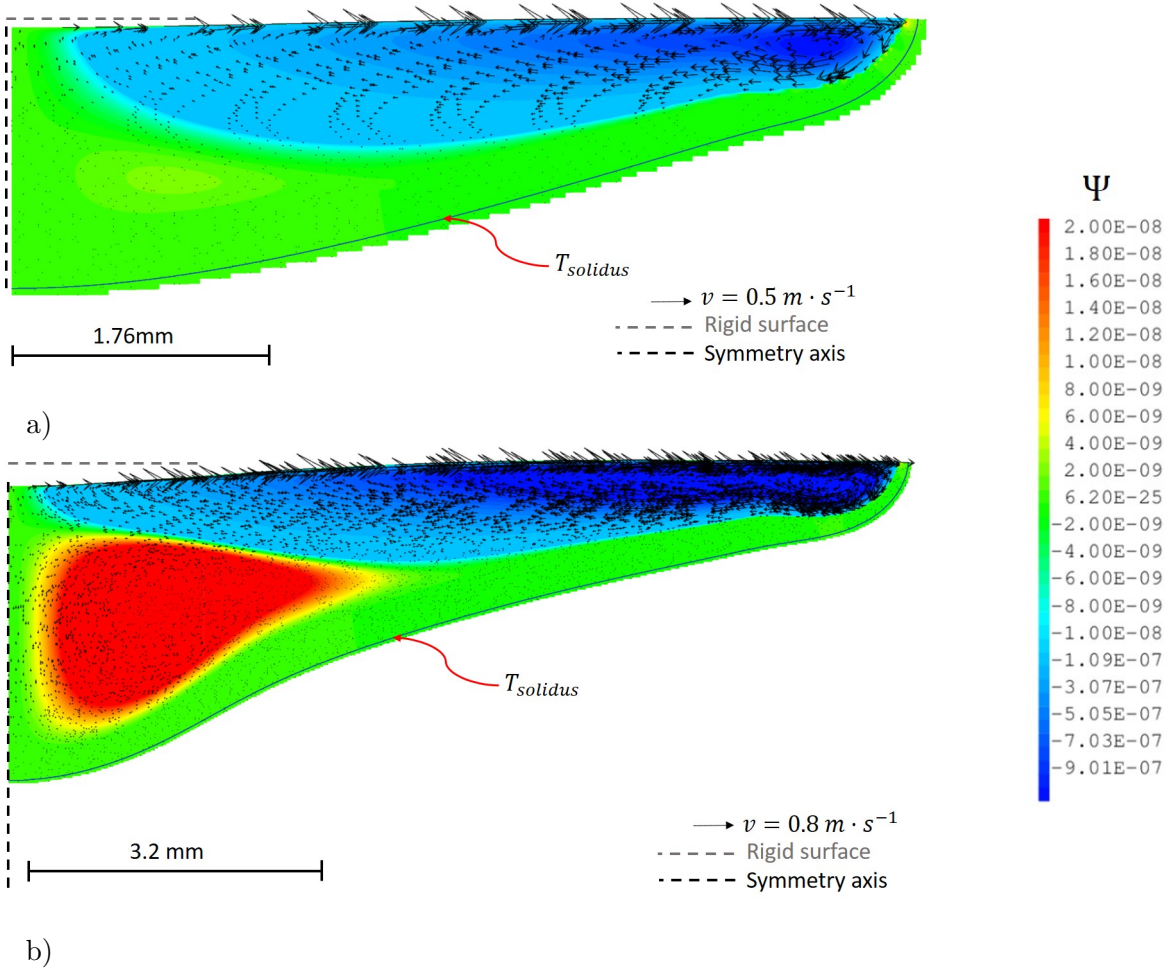 Ψ
2.00E-08
1.80E-08
1.60E-08
1.40E-08
1.20E-08
1.00E-08
8.00E-09
6.00E-09
4.00E-09
2.00E-09
6.20E-25
-2.00E-09
-4.00E-09
-6.00E-09
-8.00E-09
-1.00E-08
-1.09E-07
-3.07E-07
-5.05E-07
-7.03E-07
-9.01E-07
T_solidus
v = 0.5 m · s⁻¹
Rigid surface
Symmetry axis
1.76mm
a)
T_solidus
v = 0.8 m · s⁻¹
Rigid surface
Symmetry axis
3.2 mm
b)